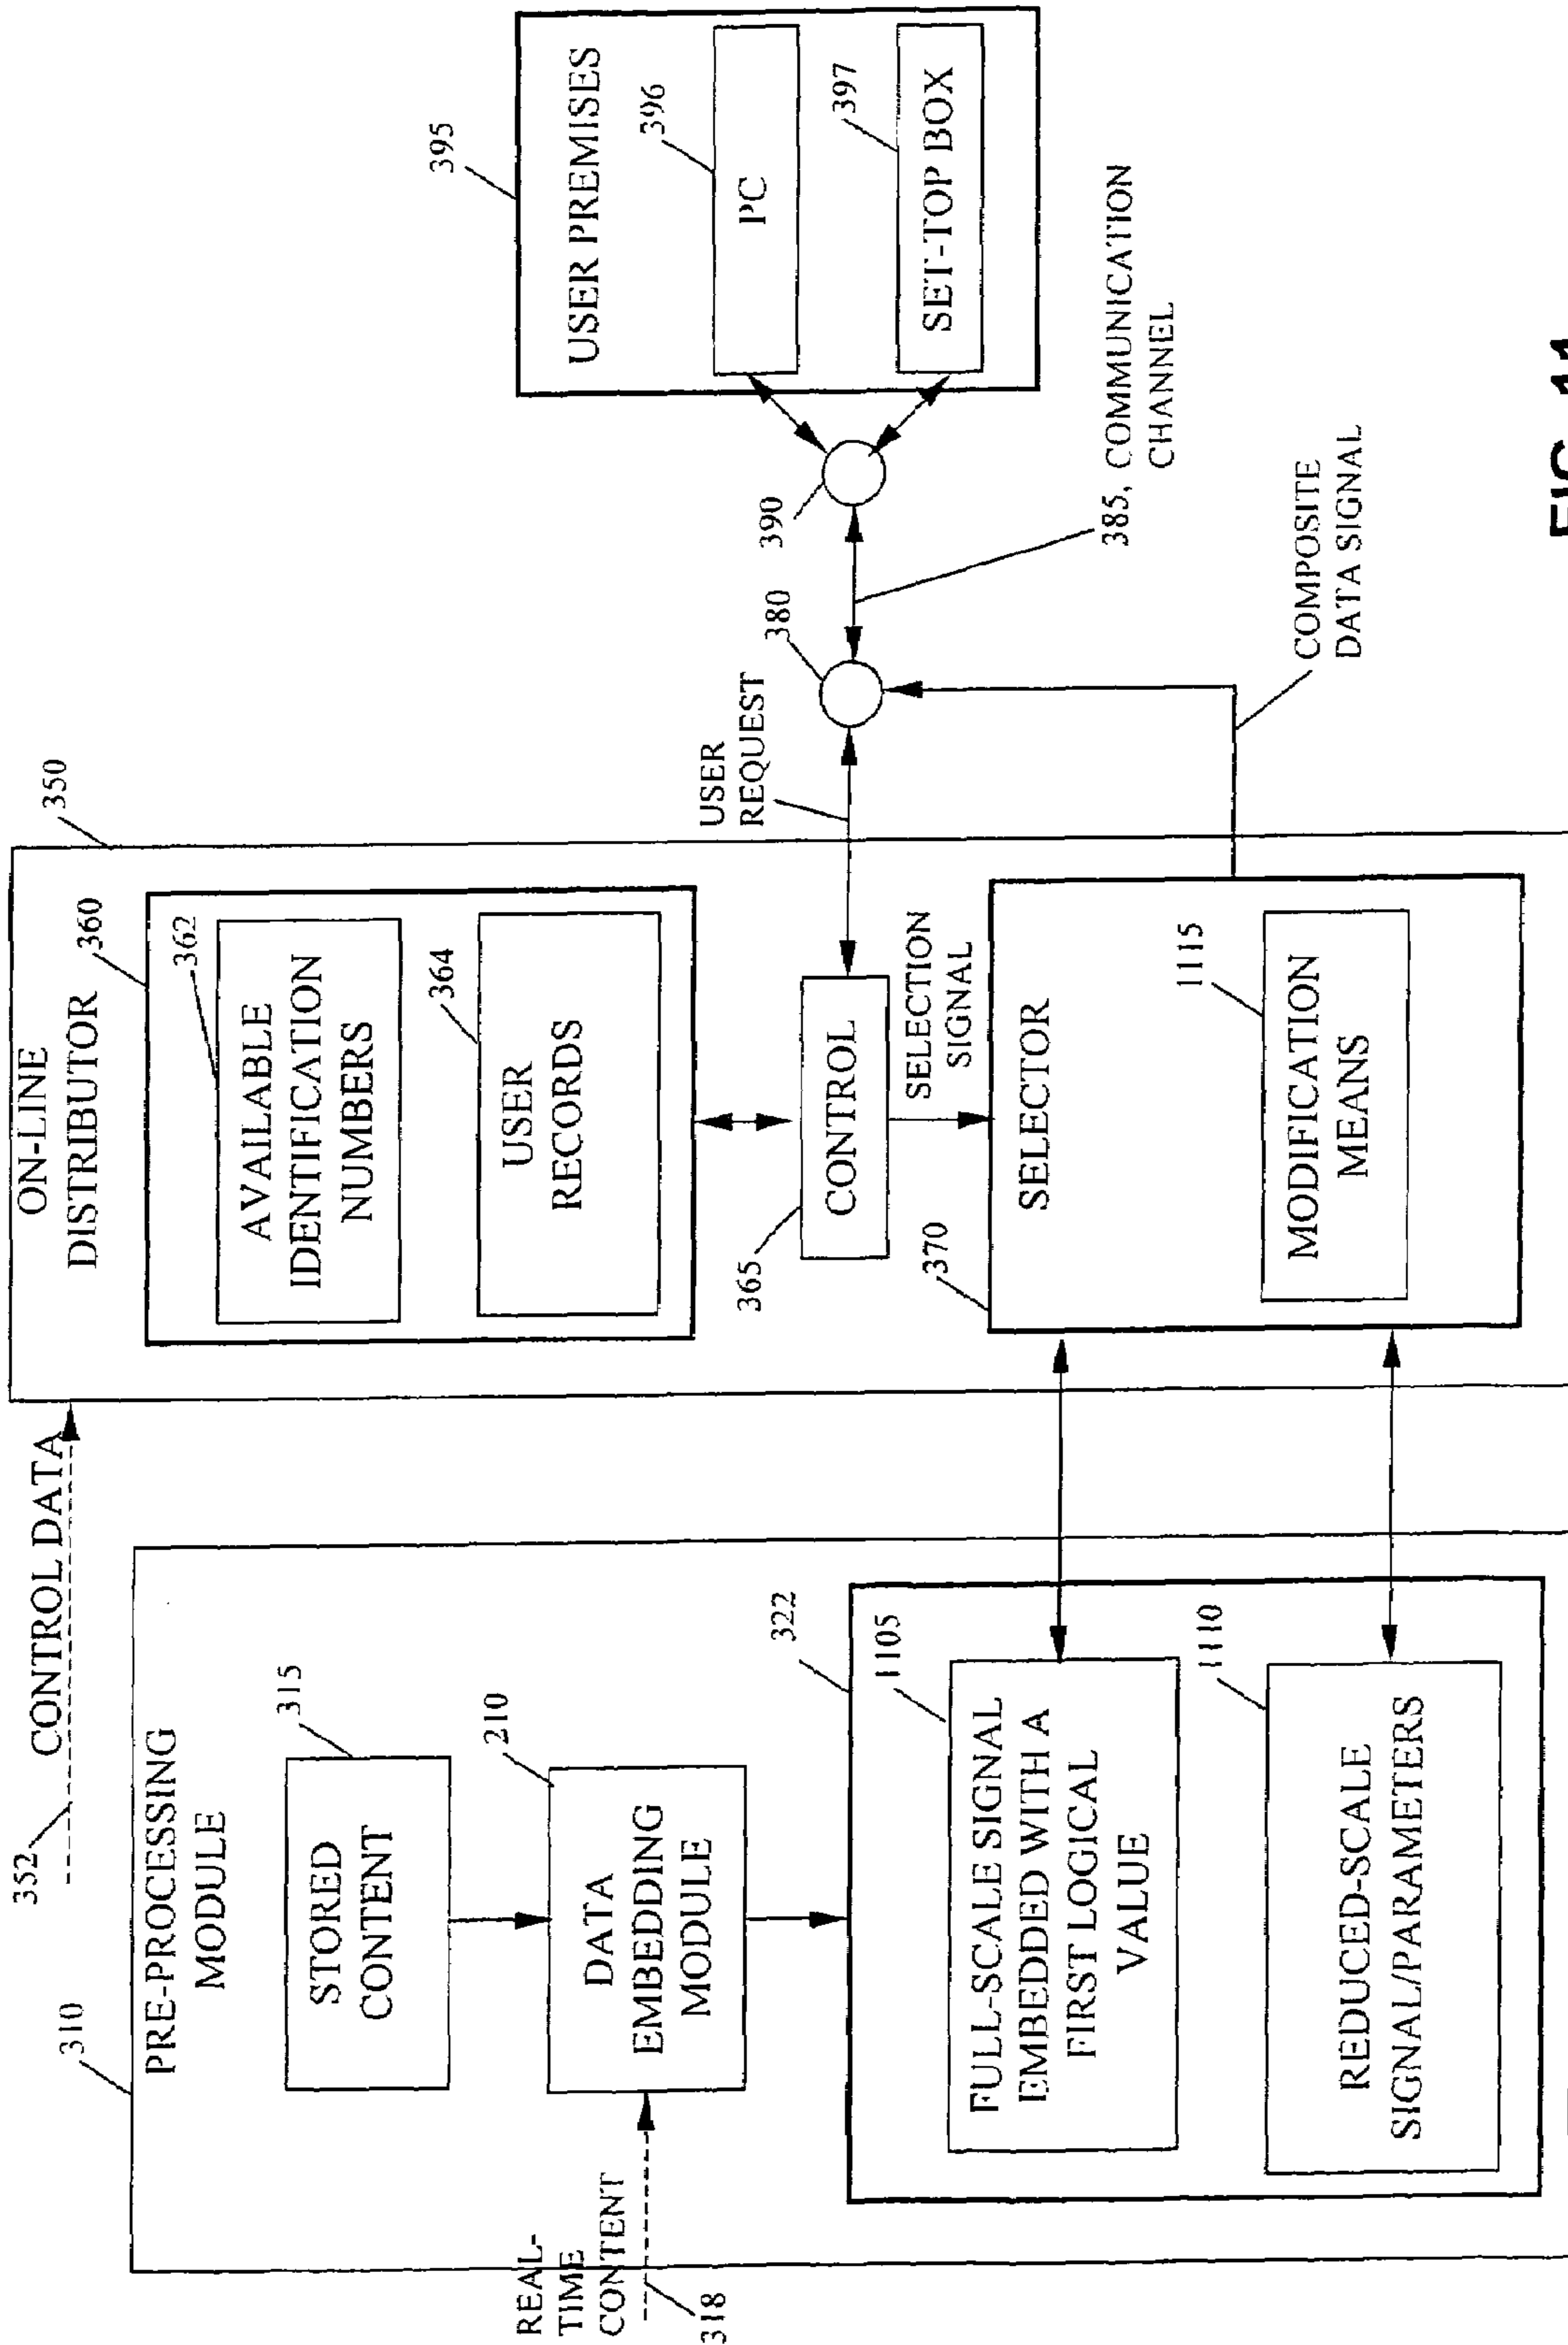 310
PRE-PROCESSING
MODULE
315
STORED
CONTENT
210
DATA
EMBEDDING
MODULE
REAL-
TIME
CONTENT
318
322
1105
FULL-SCALE SIGNAL
EMBEDDED WITH A
FIRST LOGICAL
VALUE
1110
REDUCED-SCALE
SIGNAL/PARAMETERS
352
CONTROL DATA
350
ON-LINE
DISTRIBUTOR
360
362
AVAILABLE
IDENTIFICATION
NUMBERS
364
USER
RECORDS
365
CONTROL
SELECTION
SIGNAL
370
SELECTOR
1115
MODIFICATION
MEANS
USER
REQUEST
380
390
385, COMMUNICATION
CHANNEL
COMPOSITE
DATA SIGNAL
395
USER PREMISES
396
PC
397
SET-TOP BOX
FIG. 11